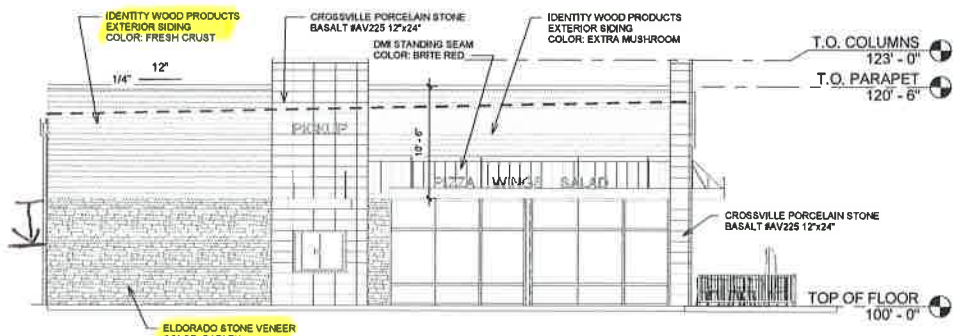 IDENTITY WOOD PRODUCTS
EXTERIOR SIDING
COLOR: FRESH CRUST
CROSSVILLE PORCELAIN STONE
BASALT #AV225 12"x24"
IDENTITY WOOD PRODUCTS
EXTERIOR SIDING
COLOR: EXTRA MUSHROOM
DMI STANDING SEAM
COLOR: BRITE RED
T.O. COLUMNS
123' - 0"
T.O. PARAPET
120' - 6"
12"
1/4"
PICKUP
10' - 6"
PIZZA WINGS SALAD
CROSSVILLE PORCELAIN STONE
BASALT #AV225 12"x24"
TOP OF FLOOR
100' - 0"
ELDORADO STONE VENEER